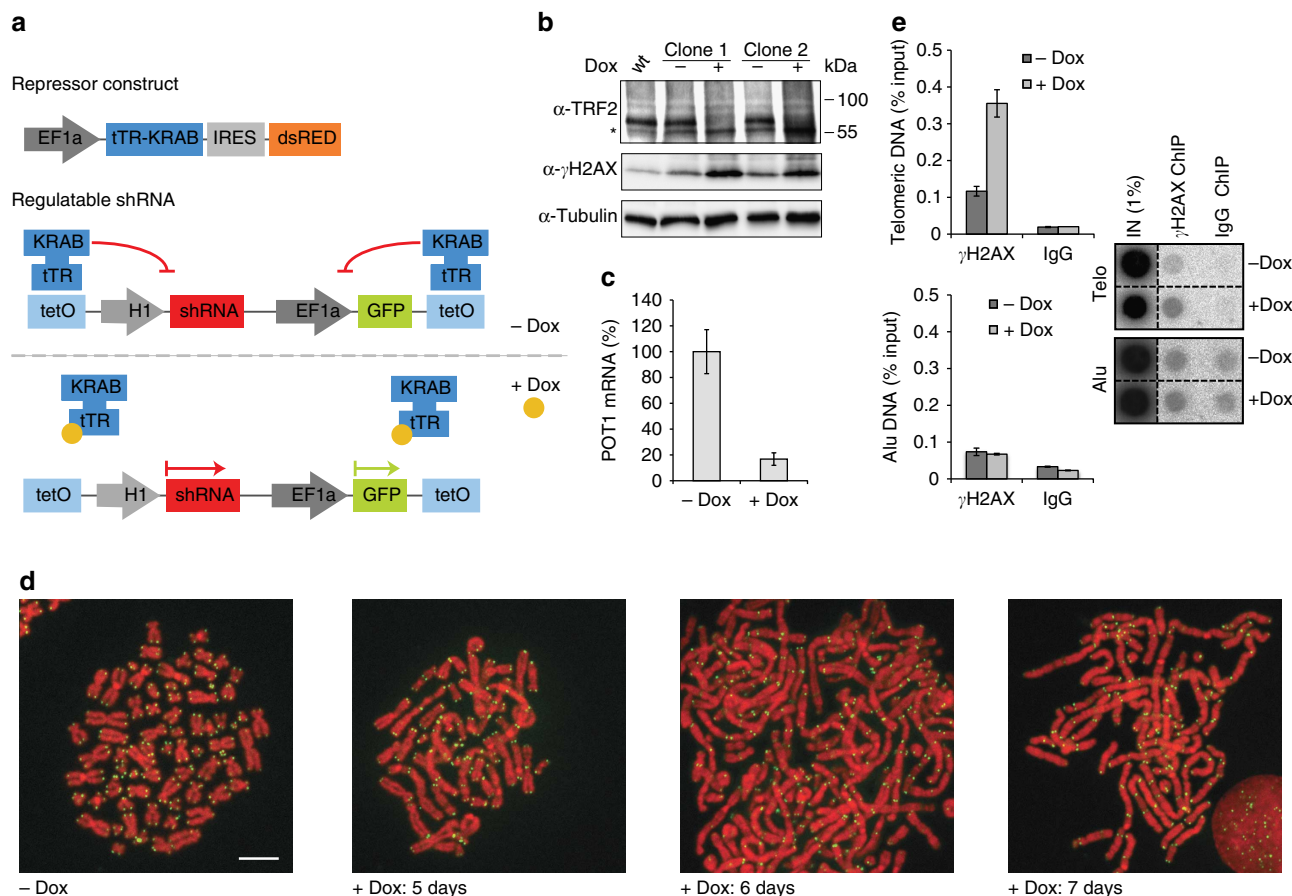 a
Repressor construct
EF1a
tTR-KRAB
IRES
dsRED
Regulatable shRNA
KRAB
KRAB
tTR
tTR
tetO
H1
shRNA
EF1a
GFP
tetO
– Dox
KRAB
KRAB
+ Dox
tTR
tTR
tetO
H1
shRNA
EF1a
GFP
tetO
b
Clone 1
Clone 2
Dox
wt
–
+
–
+
kDa
α-TRF2
– 100
*
– 55
α-γH2AX
α-Tubulin
c
POT1 mRNA (%)
140
120
100
80
60
40
20
0
– Dox
+ Dox
e
Telomeric DNA (% input)
0.5
0.4
0.3
0.2
0.1
0
– Dox
+ Dox
γH2AX
IgG
Alu DNA (% input)
0.5
0.4
0.3
0.2
0.1
0
– Dox
+ Dox
γH2AX
IgG
IN (1%)
γH2AX ChIP
IgG ChIP
Telo
–Dox
+Dox
Alu
–Dox
+Dox
d
– Dox
+ Dox: 5 days
+ Dox: 6 days
+ Dox: 7 days